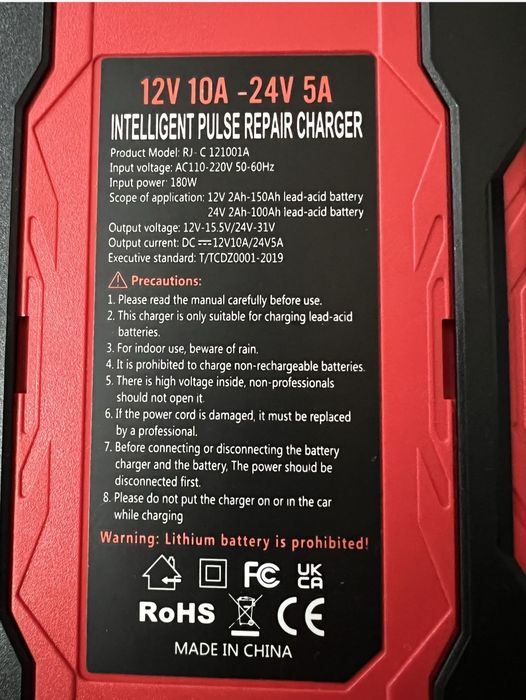 12V 10A -24V 5A
INTELLIGENT PULSE REPAIR CHARGER
Product Model: RJ- C 121001A
Input voltage: AC110-220V 50-60Hz
Input power: 180W
Scope of application: 12V 2Ah-150Ah lead-acid battery
24V 2Ah-100Ah lead-acid battery
Output voltage: 12V-15.5V/24V-31V
Output current: DC ⎓12V10A/24V5A
Executive standard: T/TCDZ0001-2019
⚠ Precautions:
1. Please read the manual carefully before use.
2. This charger is only suitable for charging lead-acid
batteries.
3. For indoor use, beware of rain.
4. It is prohibited to charge non-rechargeable batteries.
5. There is high voltage inside, non-professionals
should not open it.
6. If the power cord is damaged, it must be replaced
by a professional.
7. Before connecting or disconnecting the battery
charger and the battery, The power should be
disconnected first.
8. Please do not put the charger on or in the car
while charging
Warning: Lithium battery is prohibited!
FC UK
CA
RoHS CE
MADE IN CHINA